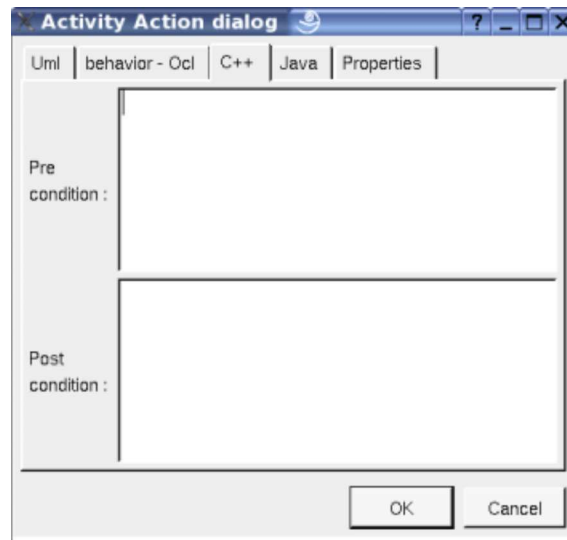 Activity Action dialog
Uml behavior - Ocl C++ Java Properties
Pre
condition :
Post
condition :
OK Cancel